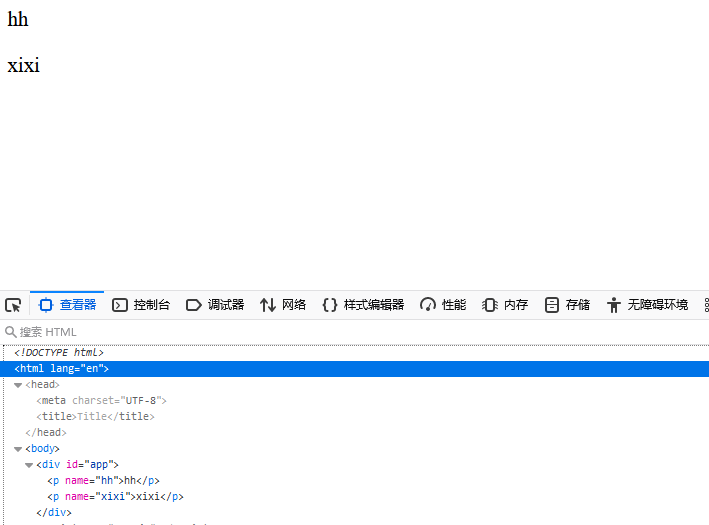 hh
xixi
查看器 控制台 调试器 网络 样式编辑器 性能 内存 存储 无障碍环境
搜索 HTML
<!DOCTYPE html>
<html lang="en">
<head>
<meta charset="UTF-8">
<title>Title</title>
</head>
<body>
<div id="app">
<p name="hh">hh</p>
<p name="xixi">xixi</p>
</div>